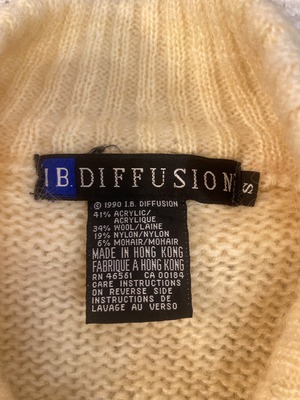 I.B. DIFFUSION
S
© 1990 I.B. DIFFUSION
41% ACRYLIC/
ACRYLIQUE
34% WOOL/LAINE
19% NYLON/NYLON
6% MOHAIR/MOHAIR
MADE IN HONG KONG
FABRIQUE A HONG KONG
RN 46561 CA 00184
CARE INSTRUCTIONS
ON REVERSE SIDE
INSTRUCTIONS DE
LAVAGE AU VERSO